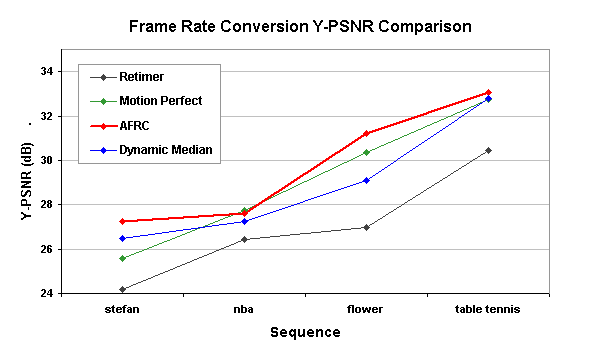 Frame Rate Conversion Y-PSNR Comparison
34
32
30
28
26
24
Y-PSNR (dB)
Retimer
Motion Perfect
AFRC
Dynamic Median
stefan nba flower table tennis
Sequence